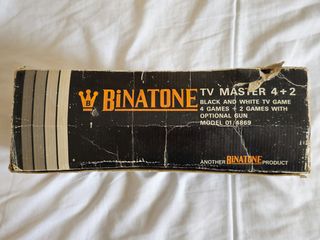 B
BiNATONE
TV MASTER 4+2
BLACK AND WHITE TV GAME
4 GAMES + 2 GAMES WITH
OPTIONAL GUN
MODEL 01/4869
ANOTHER BINATONE PRODUCT